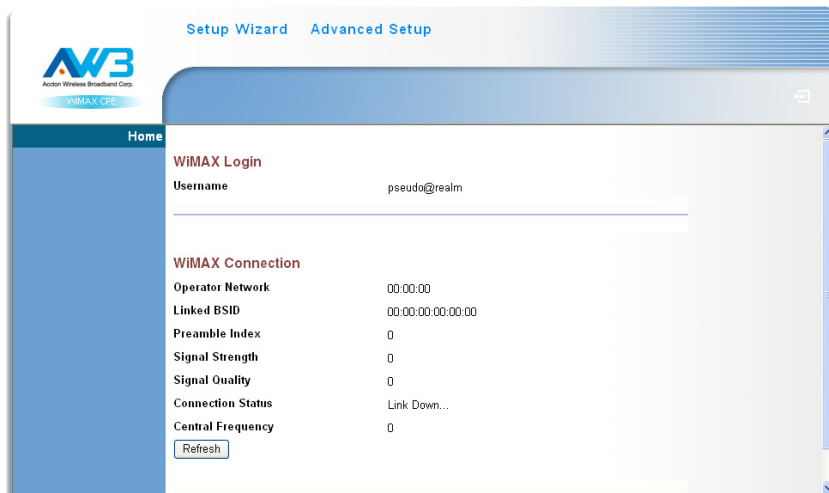 Setup Wizard Advanced Setup
AWB
Accton Wireless Broadband Corp.
WiMAX CPE
Home
WiMAX Login
Username pseudo@realm
WiMAX Connection
Operator Network 00:00:00
Linked BSID 00:00:00:00:00:00
Preamble Index 0
Signal Strength 0
Signal Quality 0
Connection Status Link Down...
Central Frequency 0
Refresh